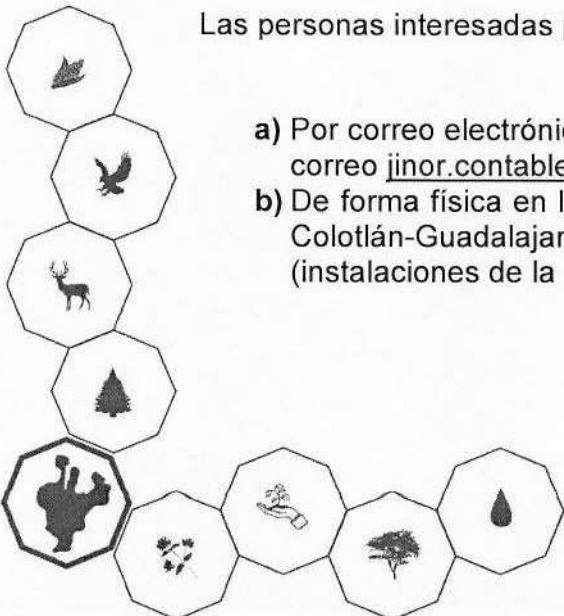 Las personas interesadas
a) Por correo electróni
correo jinor.contable
b) De forma física en l
Colotlán-Guadalajar
(instalaciones de la